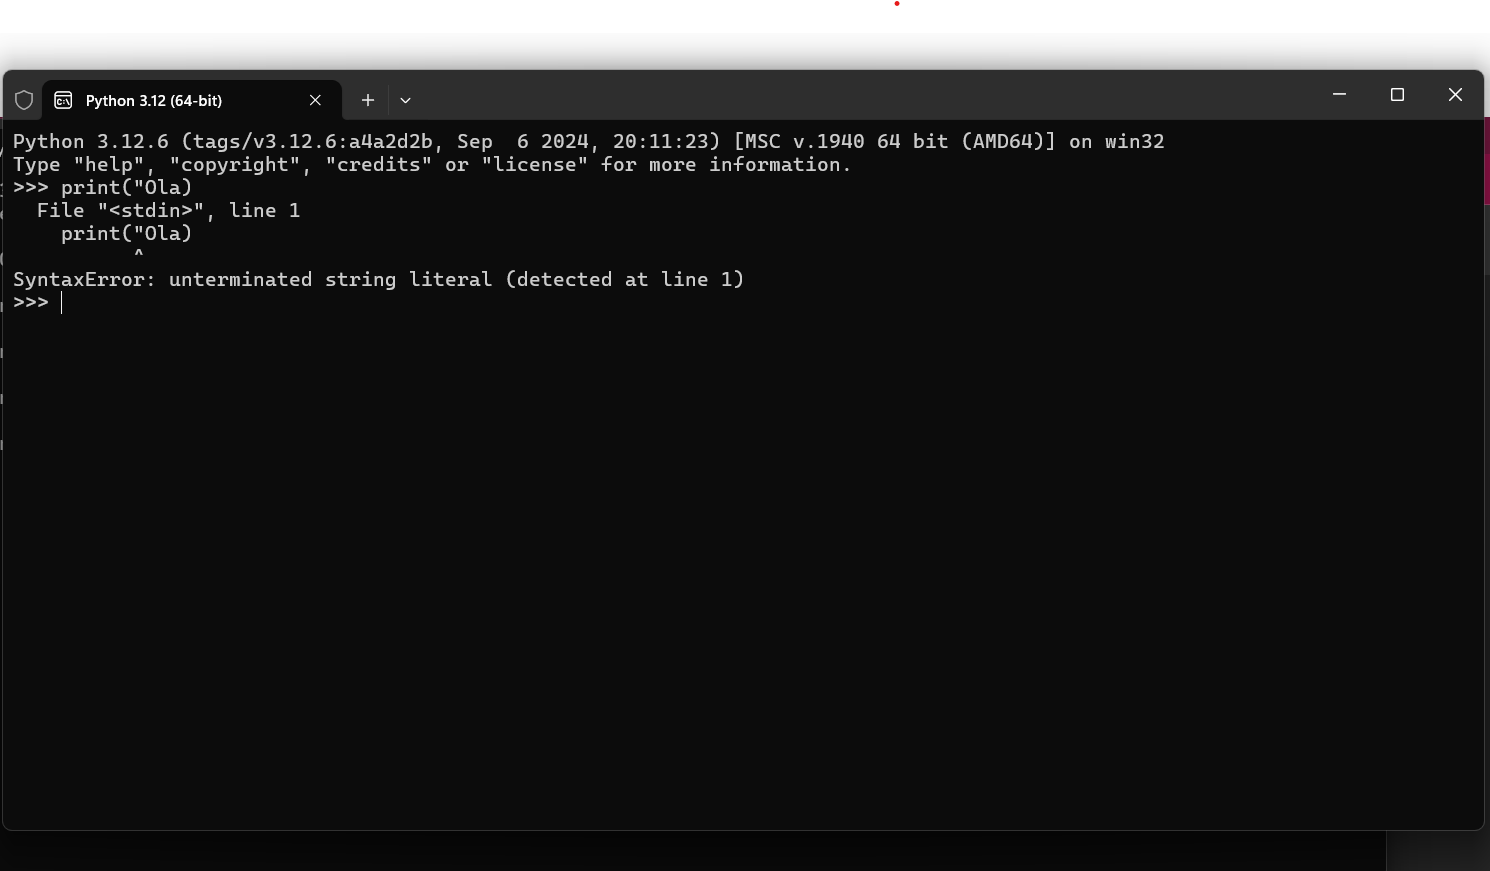 Python 3.12 (64-bit)
Python 3.12.6 (tags/v3.12.6:a4a2d2b, Sep  6 2024, 20:11:23) [MSC v.1940 64 bit (AMD64)] on win32
Type "help", "copyright", "credits" or "license" for more information.
>>> print("Ola)
  File "<stdin>", line 1
    print("Ola)
          ^
SyntaxError: unterminated string literal (detected at line 1)
>>>